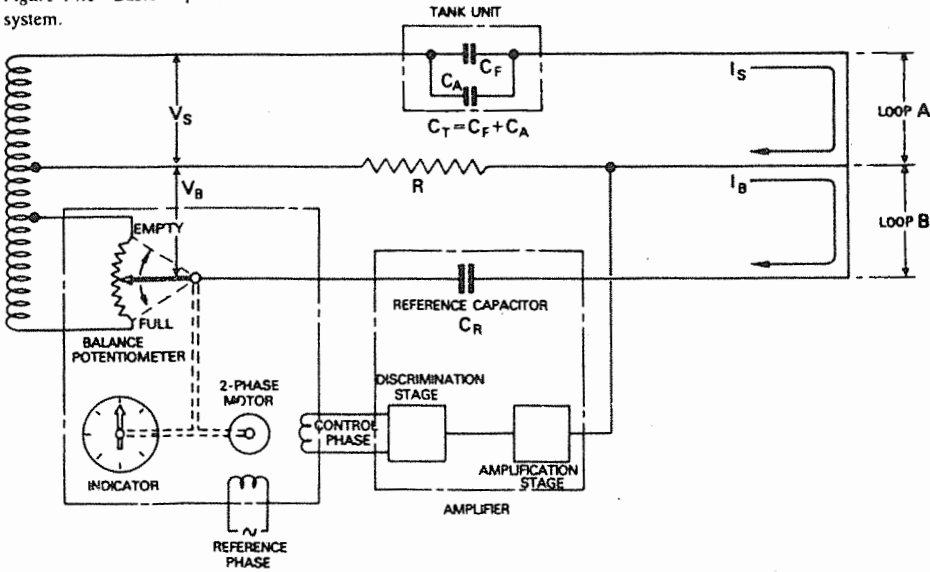 system.
TANK UNIT
C_F
C_A
C_T = C_F + C_A
V_S
I_S
LOOP A
R
V_B
I_B
LOOP B
EMPTY
FULL
BALANCE
POTENTIOMETER
REFERENCE CAPACITOR
C_R
2-PHASE
MOTOR
CONTROL
PHASE
DISCRIMINATION
STAGE
AMPLIFICATION
STAGE
INDICATOR
AMPLIFIER
~
REFERENCE
PHASE